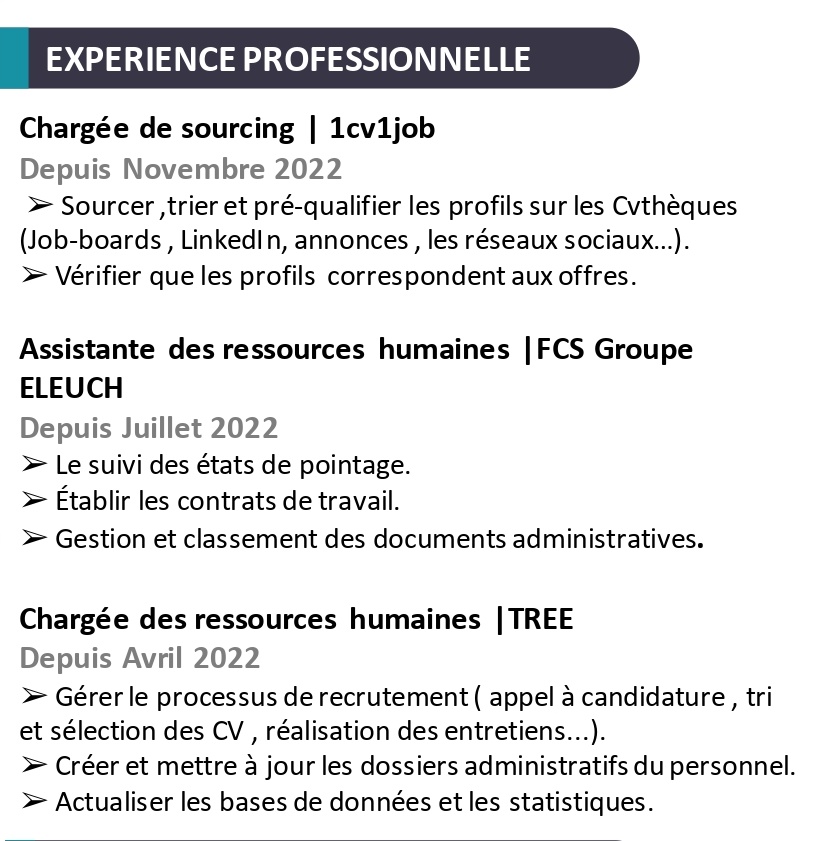 EXPERIENCE PROFESSIONNELLE
Chargée de sourcing | 1cv1job
Depuis Novembre 2022
➢ Sourcer ,trier et pré-qualifier les profils sur les Cvthèques
(Job-boards , LinkedIn, annonces , les réseaux sociaux...).
➢ Vérifier que les profils correspondent aux offres.
Assistante des ressources humaines |FCS Groupe
ELEUCH
Depuis Juillet 2022
➢ Le suivi des états de pointage.
➢ Établir les contrats de travail.
➢ Gestion et classement des documents administratives.
Chargée des ressources humaines |TREE
Depuis Avril 2022
➢ Gérer le processus de recrutement ( appel à candidature , tri
et sélection des CV , réalisation des entretiens...).
➢ Créer et mettre à jour les dossiers administratifs du personnel.
➢ Actualiser les bases de données et les statistiques.